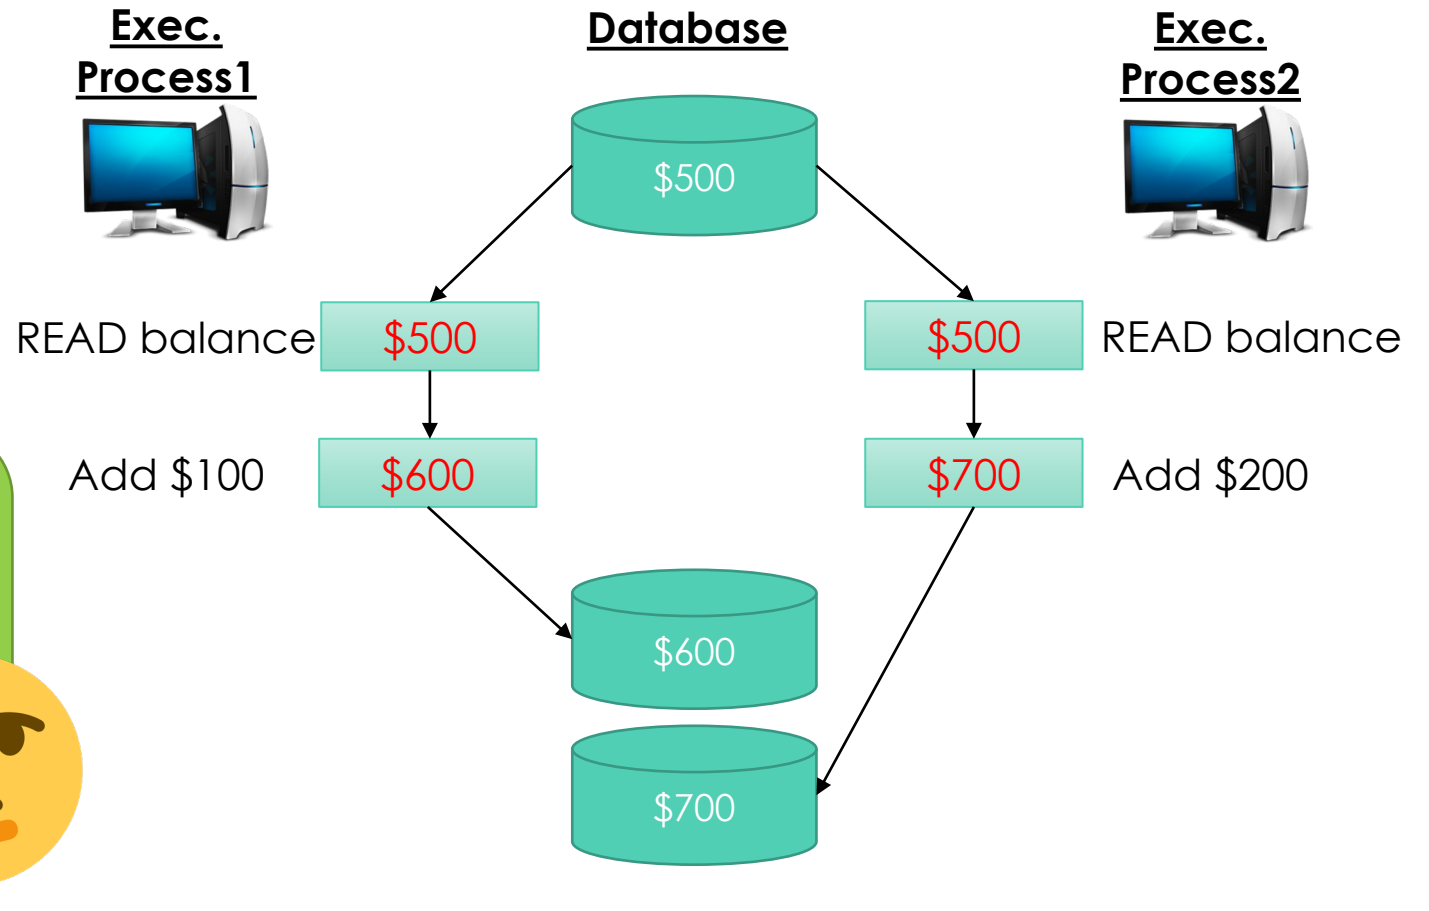 Exec.
Process1
Database
Exec.
Process2
$500
READ balance
$500
$500
READ balance
Add $100
$600
$700
Add $200
$600
$700